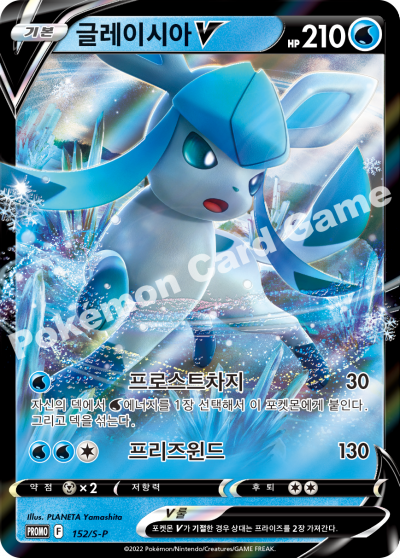 기본 글레이시아 V HP 210
Pokémon Card Game
프로스트차지 30
자신의 덱에서 에너지를 1장 선택해서 이 포켓몬에게 붙인다.
그리고 덱을 섞는다.
프리즈윈드 130
약점 ×2 저항력 후퇴
Illus. PLANETA Yamashita
V룰
포켓몬 V가 기절한 경우 상대는 프라이즈를 2장 가져간다.
PROMO F 152/S-P
©2022 Pokémon/Nintendo/Creatures/GAME FREAK.